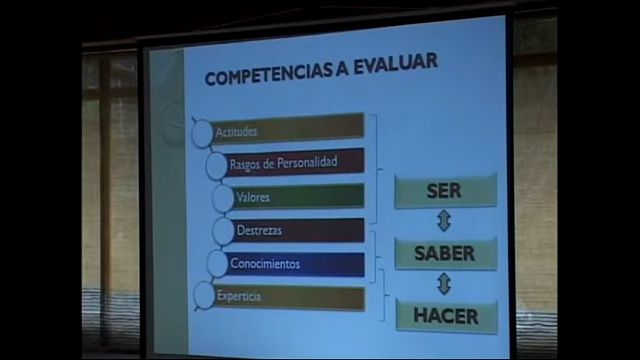 COMPETENCIAS A EVALUAR
Actitudes
Rasgos de Personalidad
Valores
Destrezas
Conocimientos
Experticia
SER
SABER
HACER